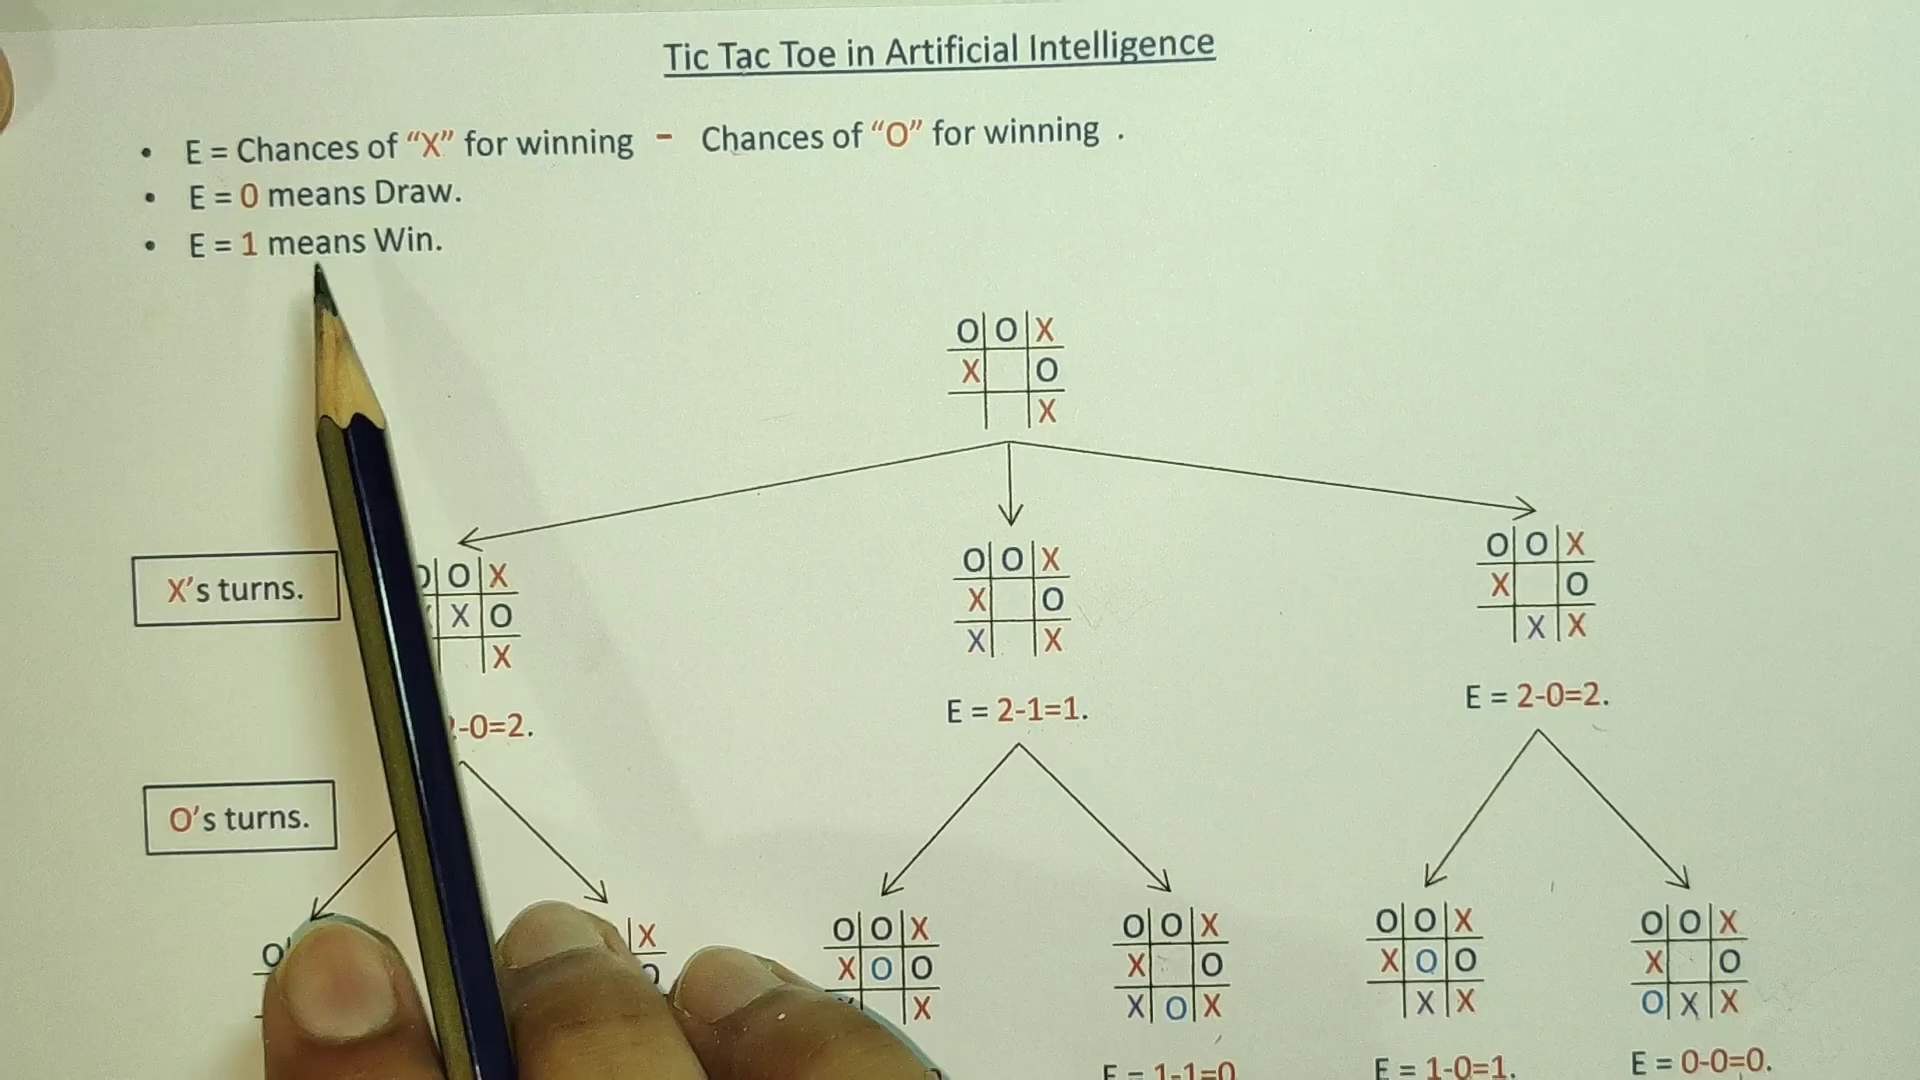 Tic Tac Toe in Artificial Intelligence
• E = Chances of “X” for winning - Chances of “O” for winning .
• E = 0 means Draw.
• E = 1 means Win.
O O X
X O
X
X's turns.
O X
X O
X
O O X
X O
X X
O O X
X O
X X
-0=2.
E = 2-1=1.
E = 2-0=2.
O's turns.
O
X
O O X
X O O
X
O O X
X O
X O X
O O X
X O O
X X
O O X
X O
O X X
E = 1-1=0
E = 1-0=1.
E = 0-0=0.